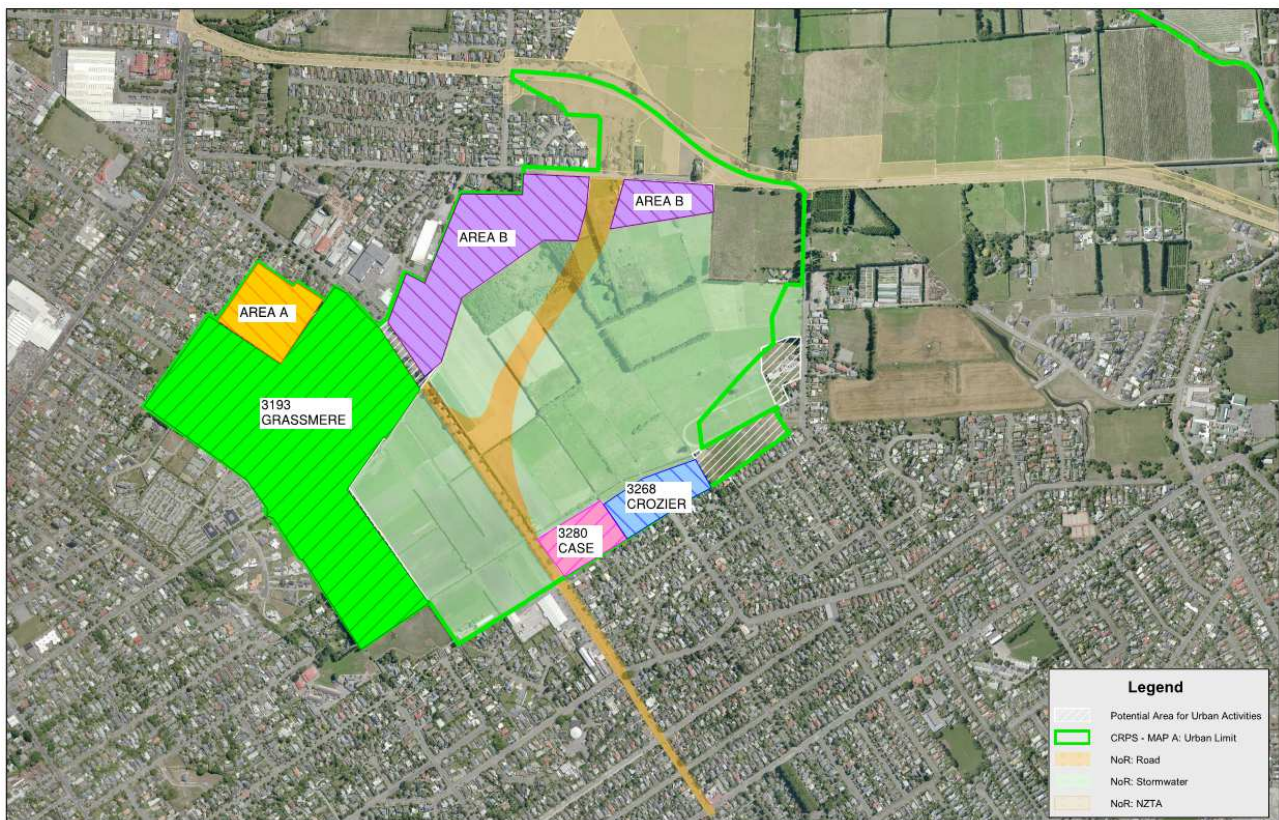 AREA B
AREA B
AREA A
3193
GRASSMERE
3268
CROZIER
3280
CASE
Legend
Potential Area for Urban Activities
CRPS - MAP A: Urban Limit
NoR: Road
NoR: Stormwater
NoR: NZTA